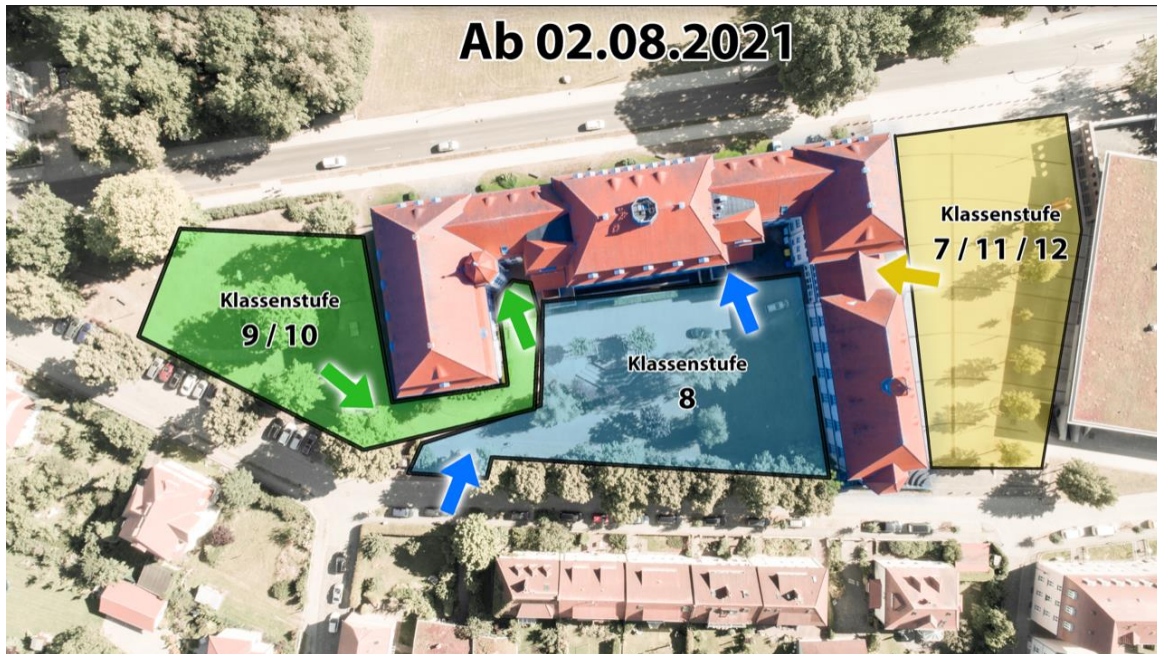 Ab 02.08.2021
Klassenstufe
7 / 11 / 12
Klassenstufe
9 / 10
Klassenstufe
8